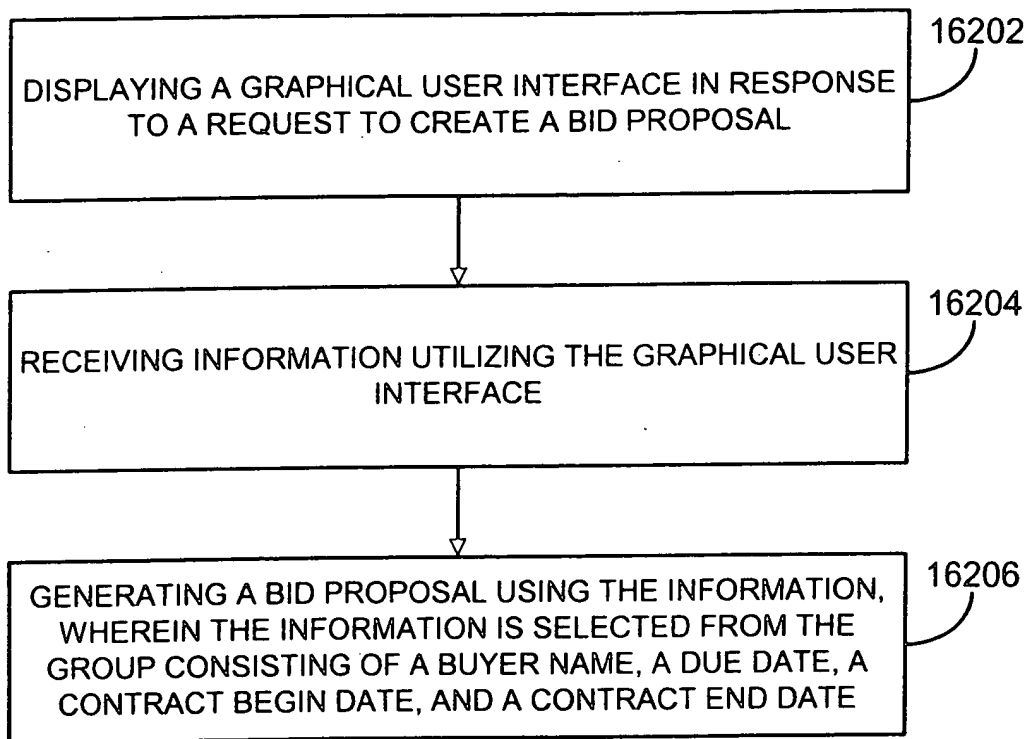 16202
DISPLAYING A GRAPHICAL USER INTERFACE IN RESPONSE
TO A REQUEST TO CREATE A BID PROPOSAL
16204
RECEIVING INFORMATION UTILIZING THE GRAPHICAL USER
INTERFACE
16206
GENERATING A BID PROPOSAL USING THE INFORMATION,
WHEREIN THE INFORMATION IS SELECTED FROM THE
GROUP CONSISTING OF A BUYER NAME, A DUE DATE, A
CONTRACT BEGIN DATE, AND A CONTRACT END DATE